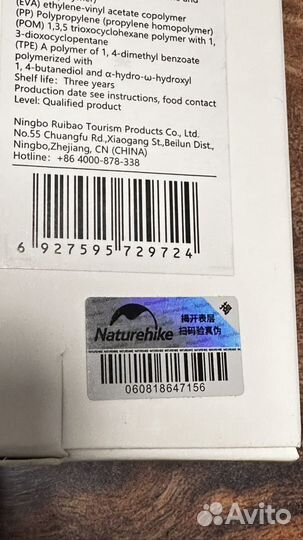 (EVA) ethylene-vinyl acetate copolymer
(PP) Polypropylene (propylene homopolymer)
(POM) 1,3,5 trioxocyclohexane polymer with 1,
3-dioxocyclopentane
(TPE) A polymer of 1, 4-dimethyl benzoate
polymerized with
1, 4-butanediol and α-hydro-ω-hydroxyl
Shelf life: Three years
Production date see instructions, food contact
Level: Qualified product
Ningbo Ruibao Tourism Products Co., Ltd.
No.55 Chuangfu RD.,Xiaogang St.,Beilun Dist.,
Ningbo,Zhejiang, CN (CHINA)
Hotline: +86 4000-878-338
6 927595 729724
揭
Naturehike
揭开表层
扫码验真伪
060818647156
Avito